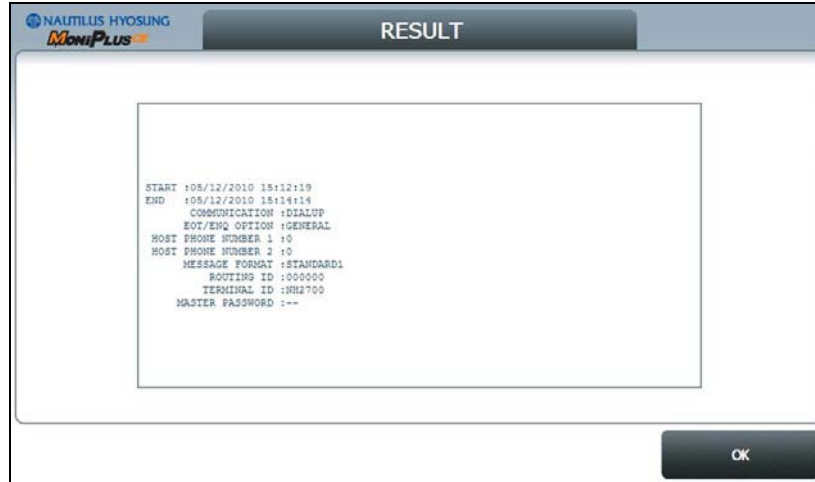 NAUTILUS HYOSUNG
MoniPlus CE
RESULT
START :05/12/2010 15:12:19
END :05/12/2010 15:14:14
COMMUNICATION :DIALUP
EOT/ENQ OPTION :GENERAL
HOST PHONE NUMBER 1 :0
HOST PHONE NUMBER 2 :0
MESSAGE FORMAT :STANDARD1
ROUTING ID :000000
TERMINAL ID :NH2700
MASTER PASSWORD :--
OK